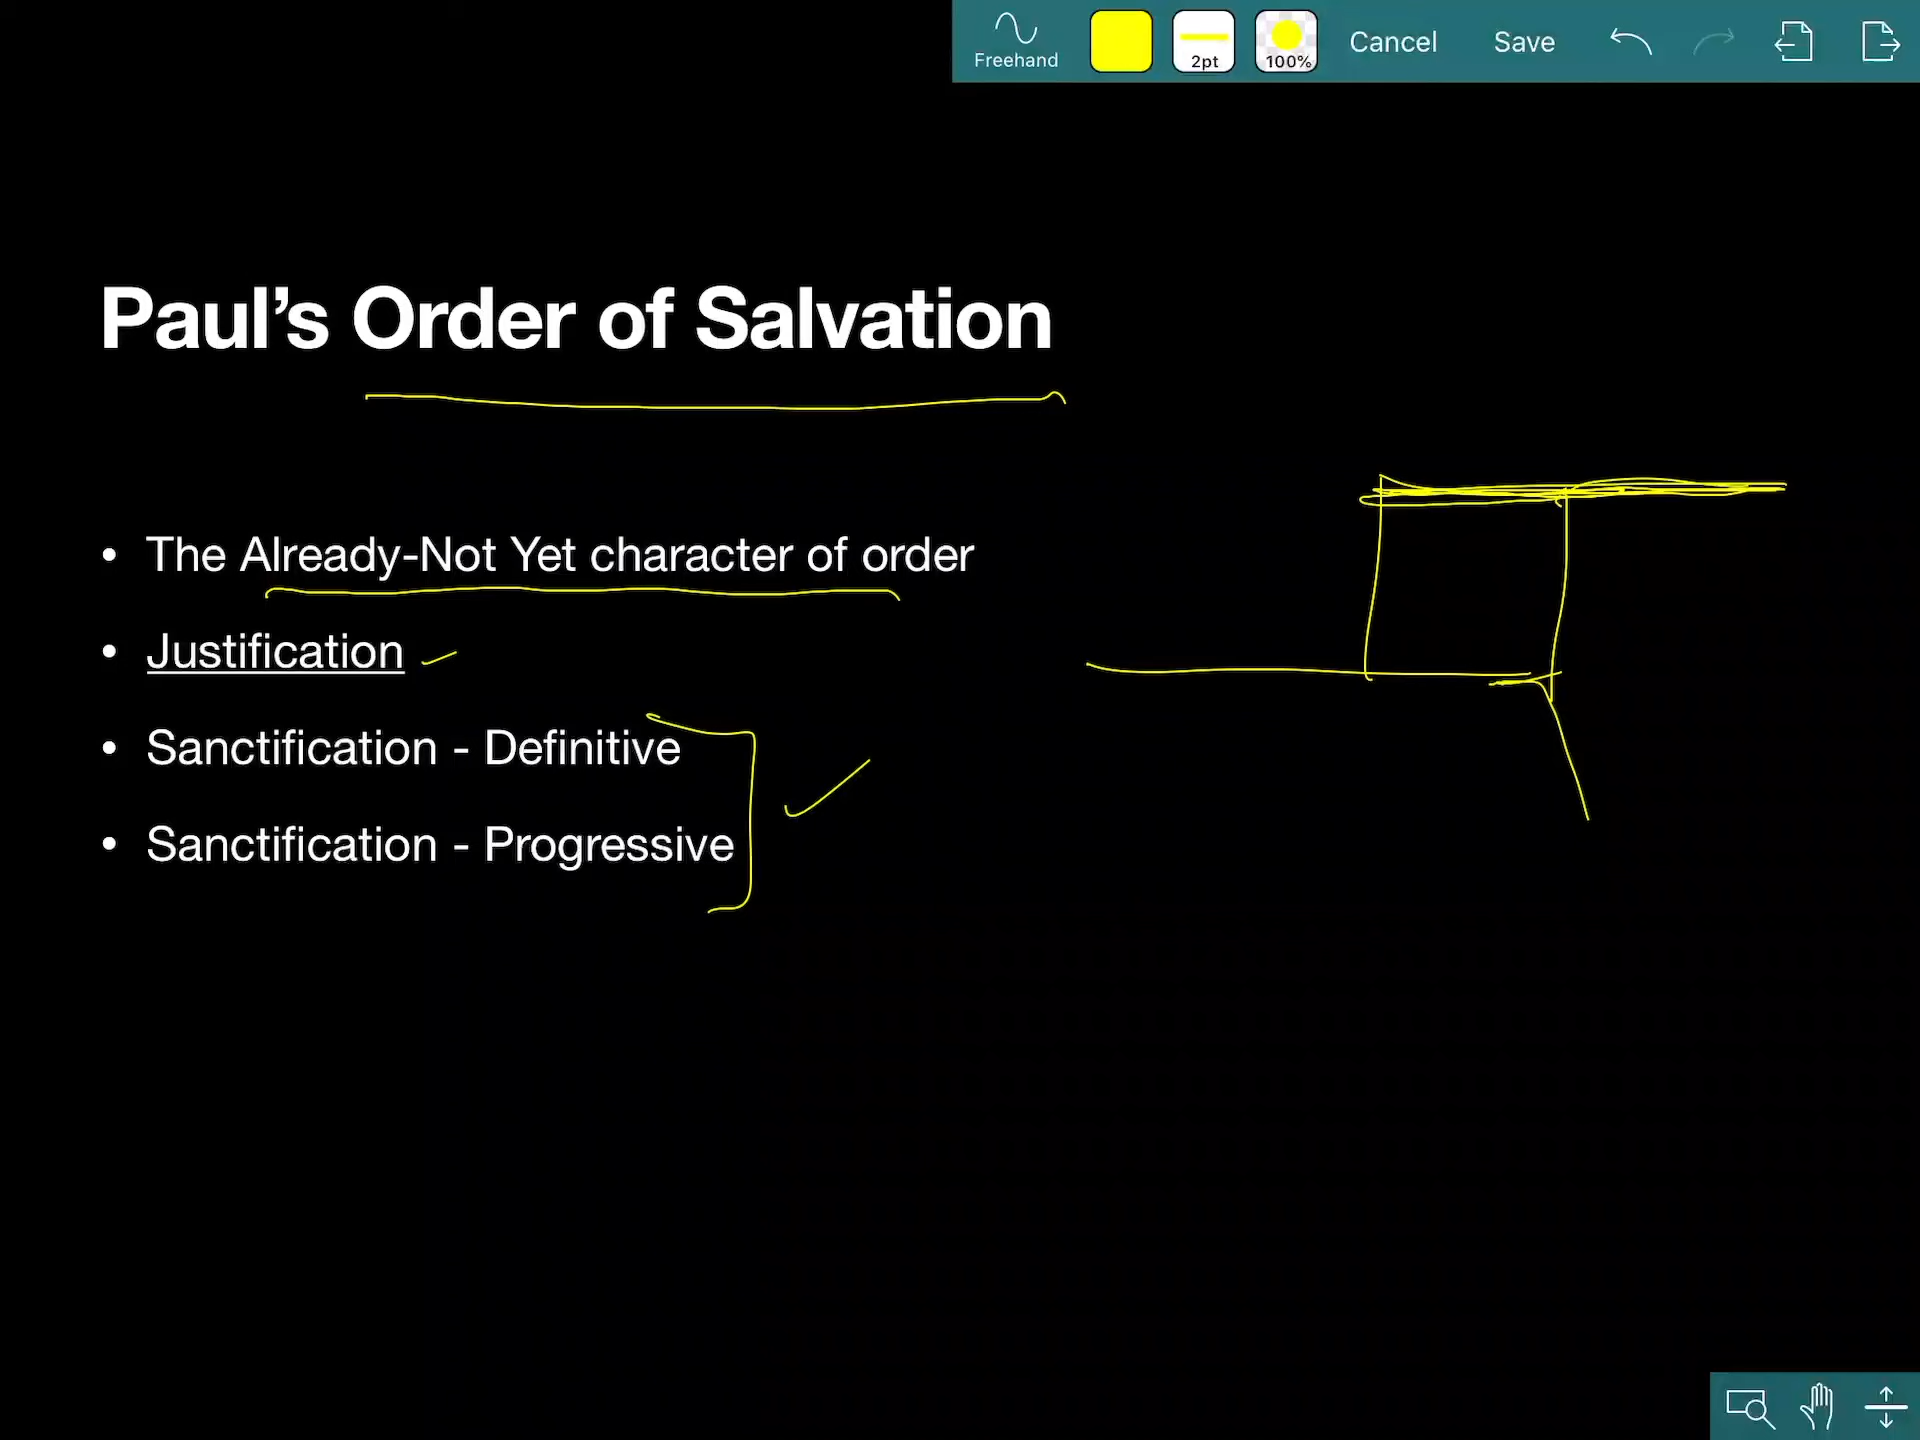 Freehand
2pt
100%
Cancel
Save
Paul’s Order of Salvation
• The Already-Not Yet character of order
• Justification
• Sanctification - Definitive
• Sanctification - Progressive